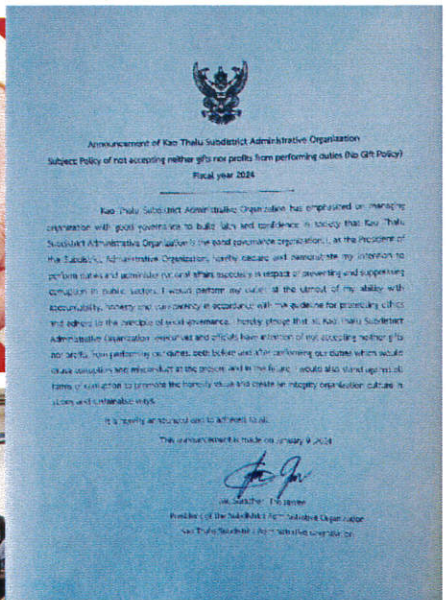 Announcement of Kao Thalu Subdistrict Administrative Organization
Subject: Policy of not accepting neither gifts nor profits from performing duties (No Gift Policy)
Fiscal year 2024
Kao Thalu Subdistrict Administrative Organization has emphasized on managing
organization with good governance to build faith and confidence in society that Kao Thalu
Subdistrict Administrative Organization is the good governance organization. I, as the President of
the Subdistrict Administrative Organization, hereby declare and demonstrate my intention to
perform duties and administer national affairs especially in respect of preventing and suppressing
corruption in public sectors. I would perform my duties at the utmost of my ability with
accountability, honesty and transparency in accordance with the guideline for promoting ethics
and adhere to the principle of good governance. I hereby pledge that all Kao Thalu Subdistrict
Administrative Organization executives and officials have intention of not accepting neither gifts
nor profits from performing our duties, both before and after performing our duties which would
cause corruption and misconduct at the present and in the future. I would also stand against all
forms of corruption to promote the honesty value and create an integrity organization culture in
and sustainable ways.
It is hereby announced and to all.
This announcement is made on January 9, 2024
President of the Subdistrict Administrative Organization
Kao Thalu Subdistrict Administrative Organization